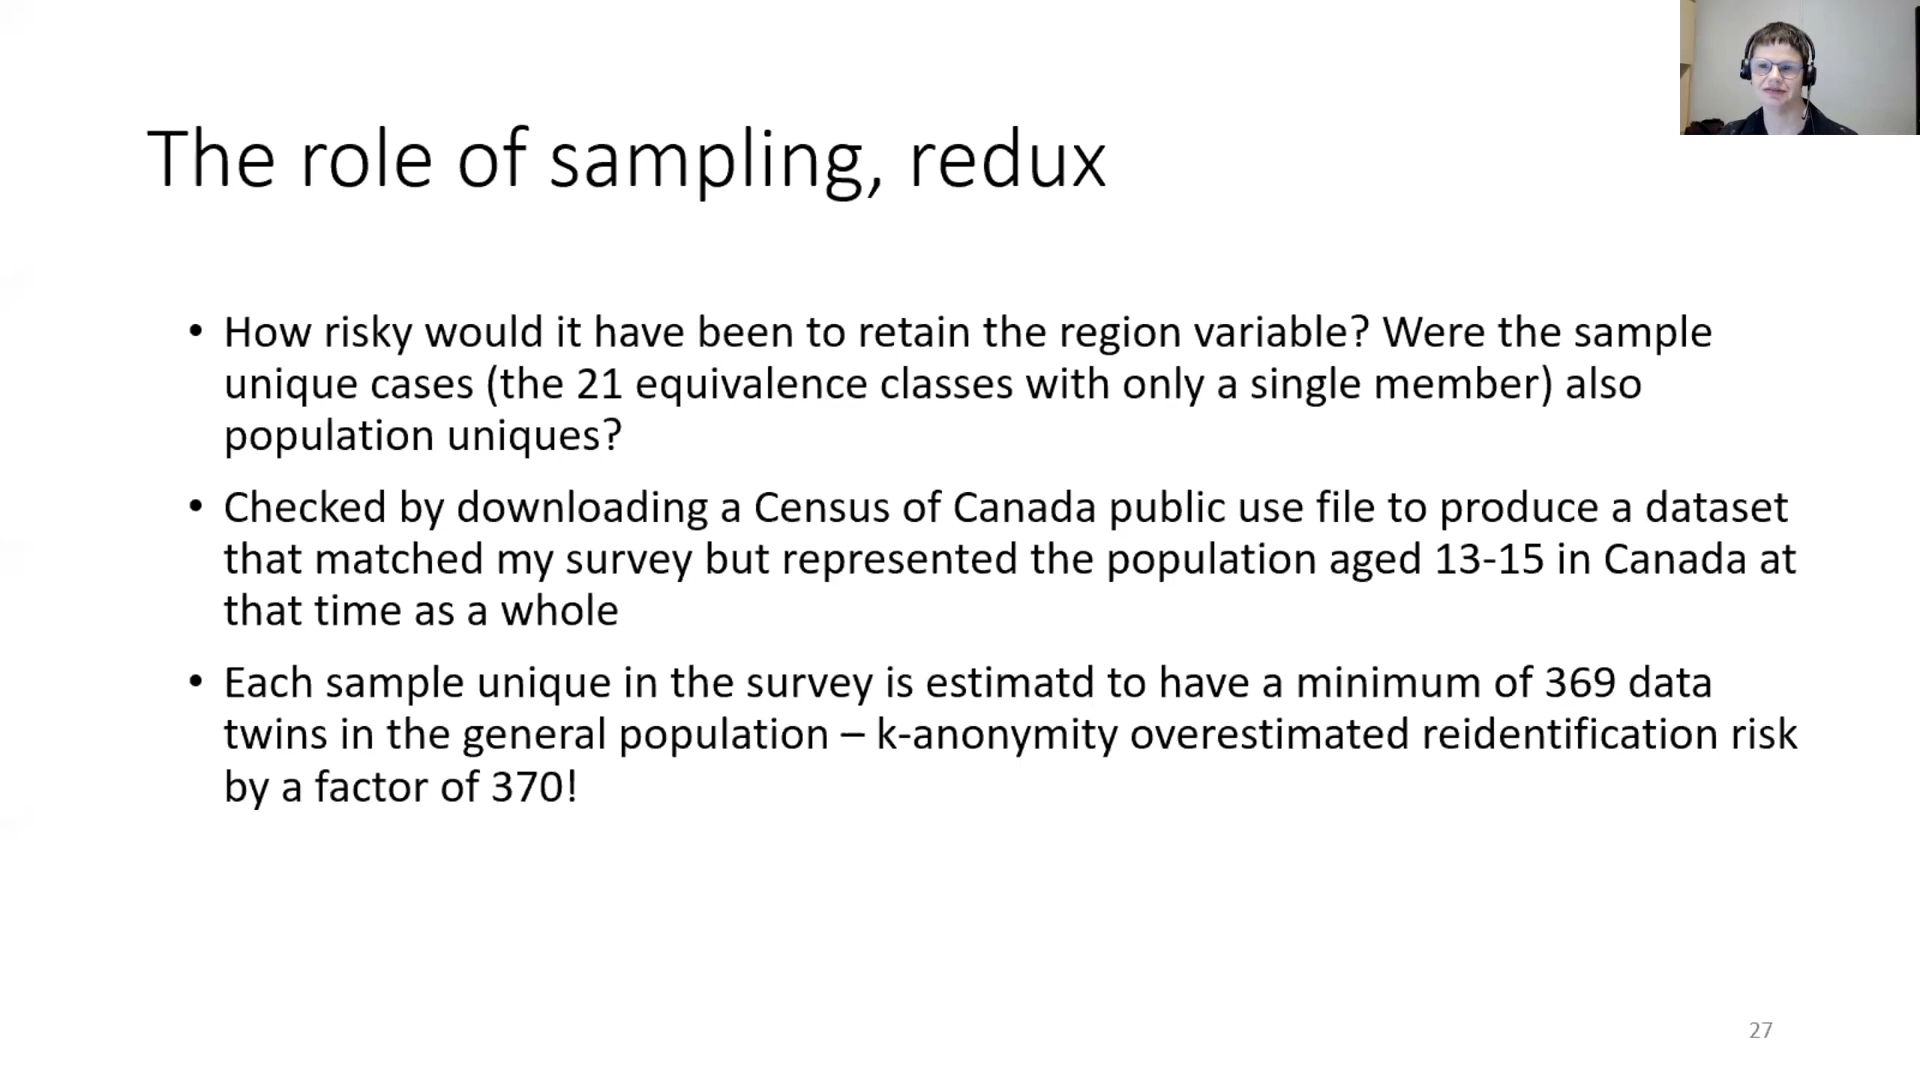 The role of sampling, redux
• How risky would it have been to retain the region variable? Were the sample
unique cases (the 21 equivalence classes with only a single member) also
population uniques?
• Checked by downloading a Census of Canada public use file to produce a dataset
that matched my survey but represented the population aged 13-15 in Canada at
that time as a whole
• Each sample unique in the survey is estimatd to have a minimum of 369 data
twins in the general population – k-anonymity overestimated reidentification risk
by a factor of 370!
27